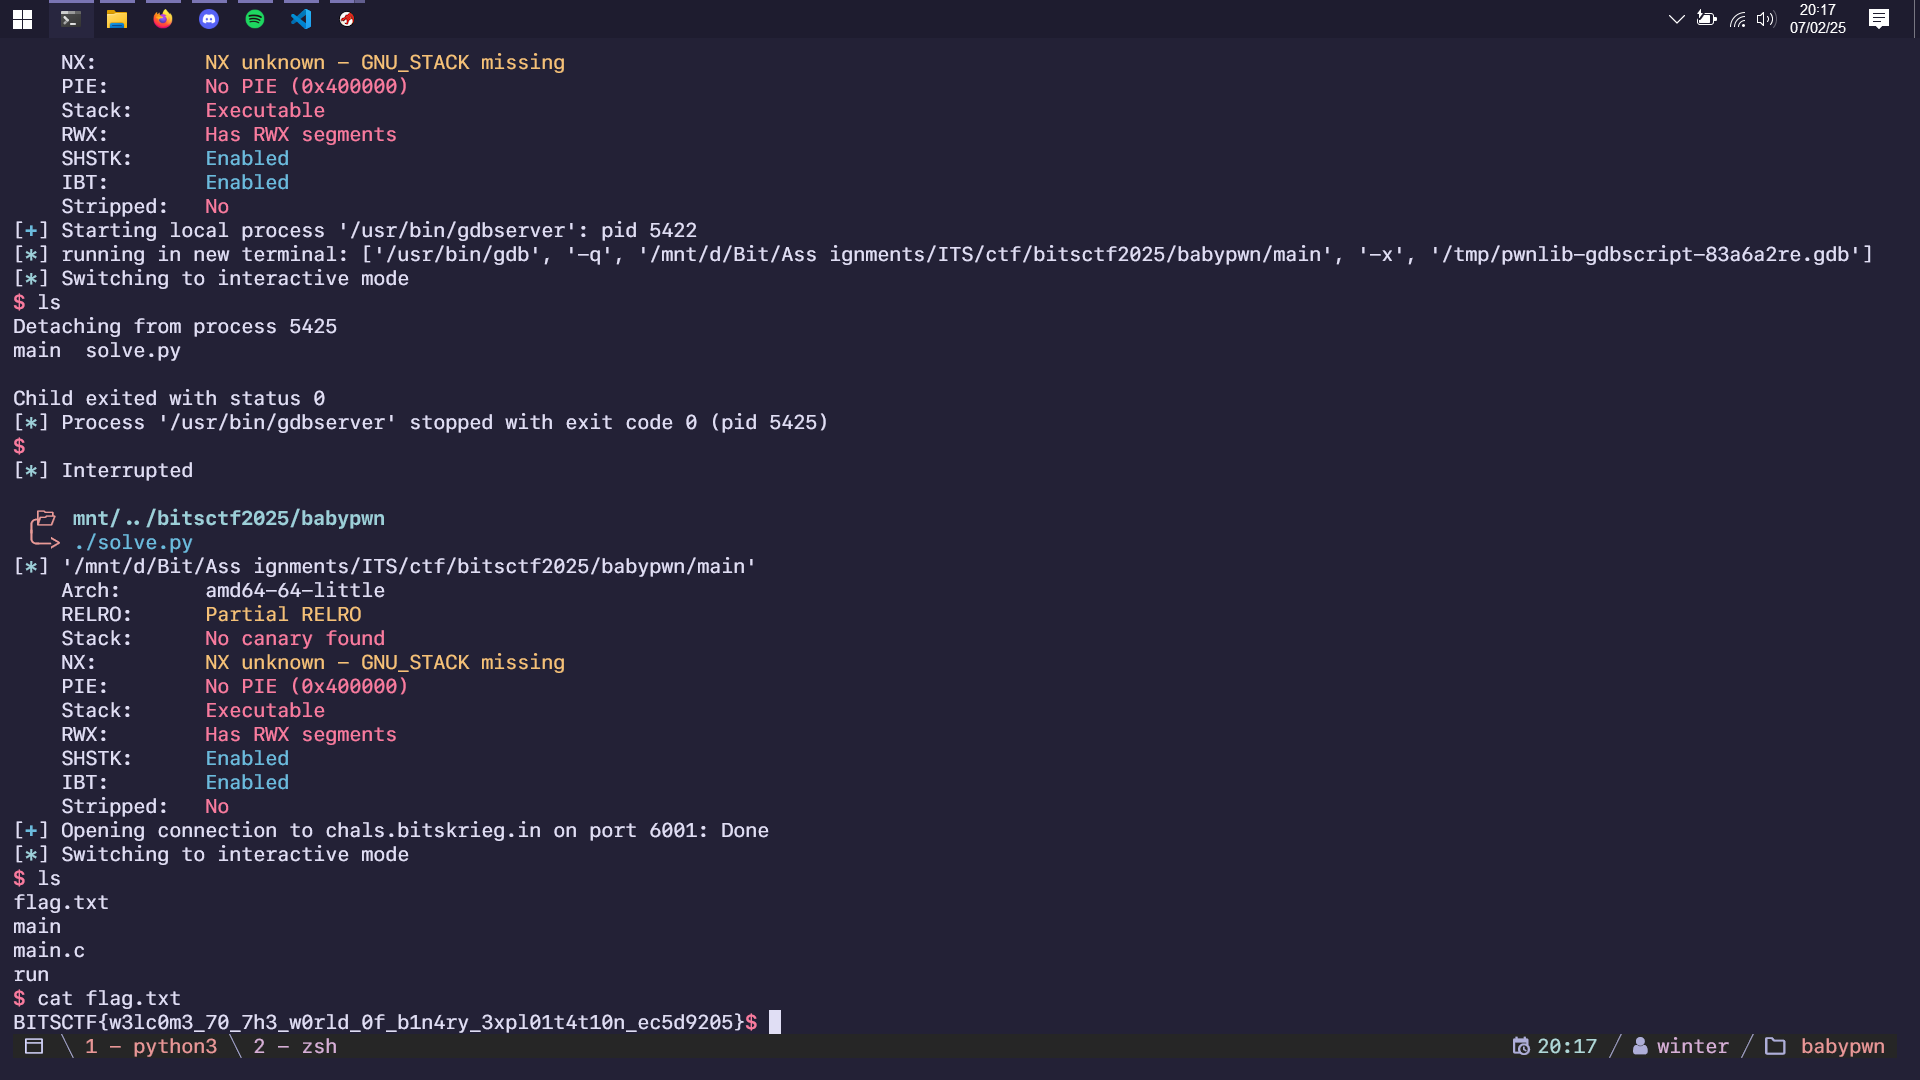 20:17
07/02/25
NX: NX unknown - GNU_STACK missing
PIE: No PIE (0x400000)
Stack: Executable
RWX: Has RWX segments
SHSTK: Enabled
IBT: Enabled
Stripped: No
[+] Starting local process '/usr/bin/gdbserver': pid 5422
[*] running in new terminal: ['/usr/bin/gdb', '-q', '/mnt/d/Bit/Ass ignments/ITS/ctf/bitsctf2025/babypwn/main', '-x', '/tmp/pwnlib-gdbscript-83a6a2re.gdb']
[*] Switching to interactive mode
$ ls
Detaching from process 5425
main  solve.py
Child exited with status 0
[*] Process '/usr/bin/gdbserver' stopped with exit code 0 (pid 5425)
$
[*] Interrupted
mnt/../bitsctf2025/babypwn
./solve.py
[*] '/mnt/d/Bit/Ass ignments/ITS/ctf/bitsctf2025/babypwn/main'
Arch: amd64-64-little
RELRO: Partial RELRO
Stack: No canary found
NX: NX unknown - GNU_STACK missing
PIE: No PIE (0x400000)
Stack: Executable
RWX: Has RWX segments
SHSTK: Enabled
IBT: Enabled
Stripped: No
[+] Opening connection to chals.bitskrieg.in on port 6001: Done
[*] Switching to interactive mode
$ ls
flag.txt
main
main.c
run
$ cat flag.txt
BITSCTF{w3lc0m3_70_7h3_w0rld_0f_b1n4ry_3xpl01t4t10n_ec5d9205}$
1 - python3 \ 2 - zsh 20:17 / winter / babypwn